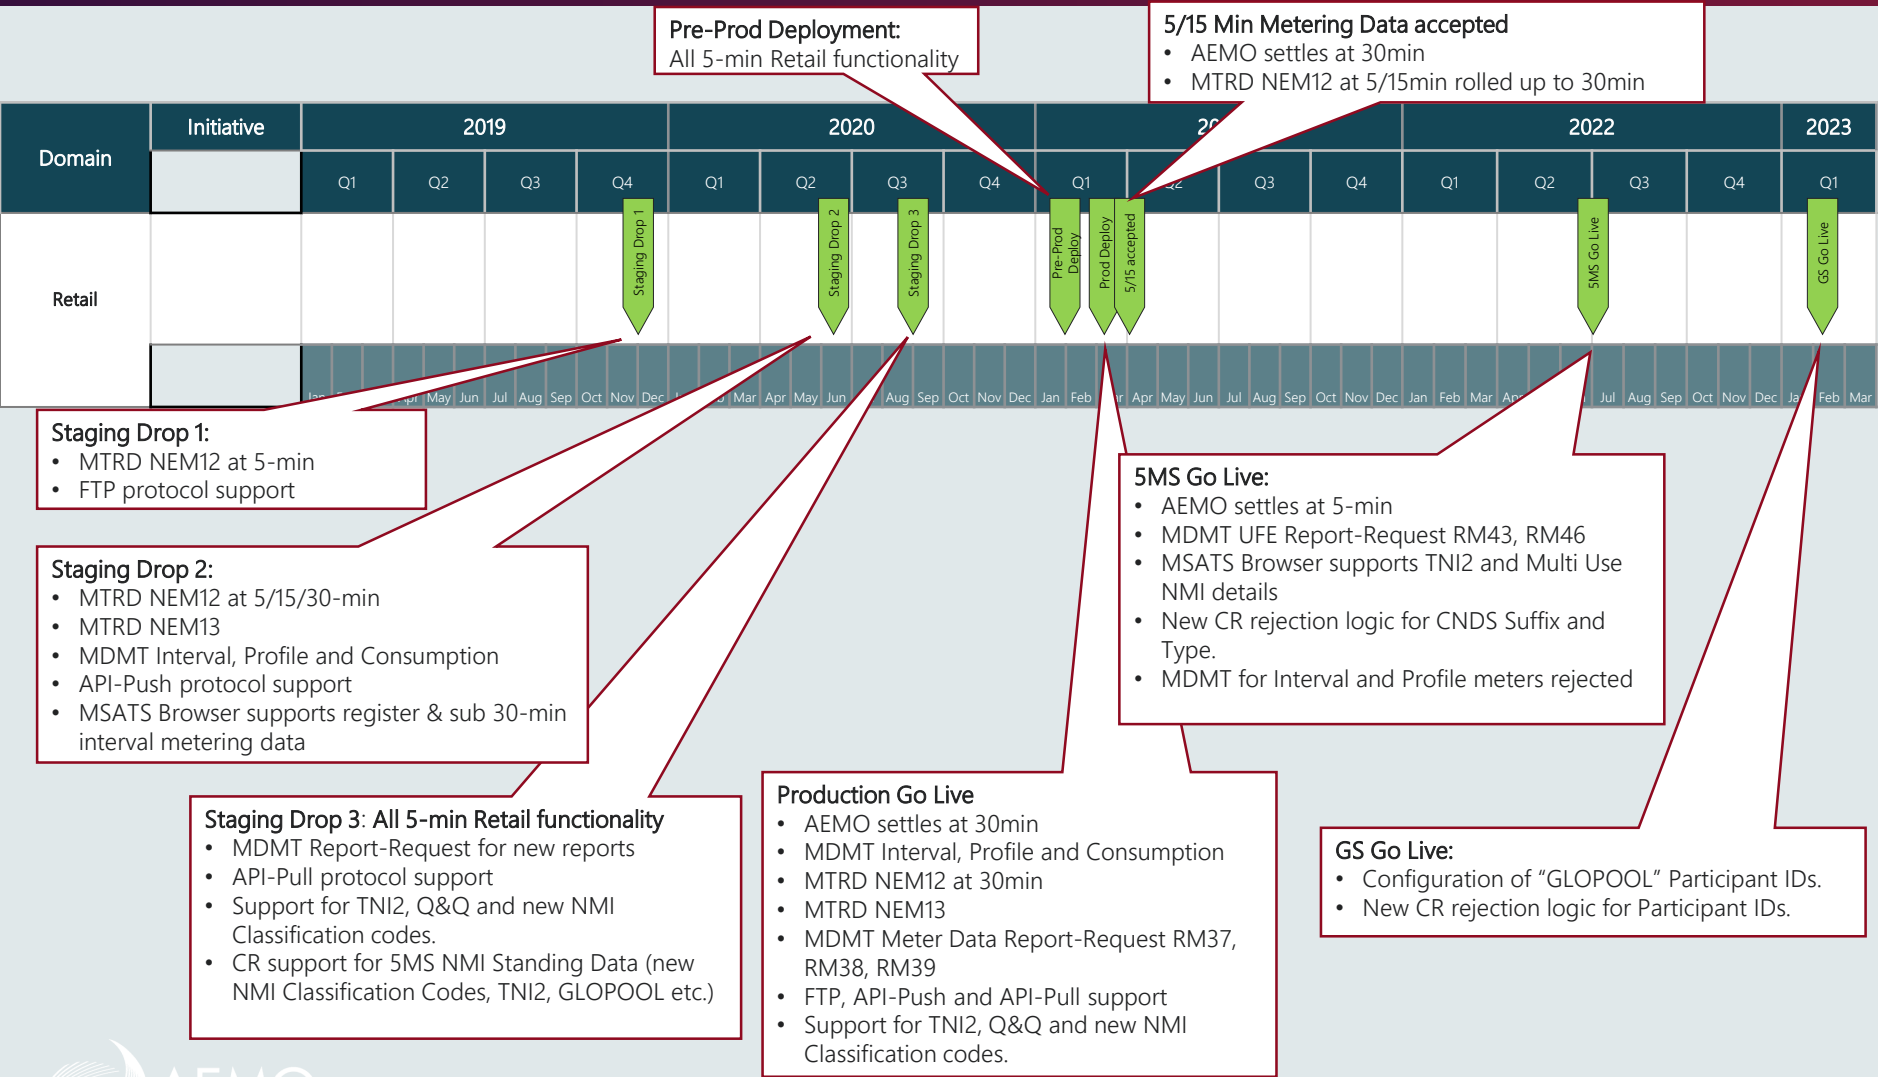 Pre-Prod Deployment:
All 5-min Retail functionality
5/15 Min Metering Data accepted
• AEMO settles at 30min
• MTRD NEM12 at 5/15min rolled up to 30min
Domain
Initiative
2019
2020
2022
2023
Q1 Q2 Q3 Q4 Q1 Q2 Q3 Q4 Q1 Q2 Q3 Q4 Q1 Q2 Q3 Q4 Q1
Retail
Staging Drop 1
Staging Drop 2
Staging Drop 3
Pre-Prod
Deploy
Prod Deploy
5/15 accepted
5MS Go Live
GS Go Live
May Jun Jul Aug Sep Oct Nov Dec Mar Apr May Jun Aug Sep Oct Nov Dec Jan Feb Apr May Jun Jul Aug Sep Oct Nov Dec Jan Feb Mar Jul Aug Sep Oct Nov Dec Feb Mar
Staging Drop 1:
• MTRD NEM12 at 5-min
• FTP protocol support
Staging Drop 2:
• MTRD NEM12 at 5/15/30-min
• MTRD NEM13
• MDMT Interval, Profile and Consumption
• API-Push protocol support
• MSATS Browser supports register & sub 30-min
interval metering data
Staging Drop 3: All 5-min Retail functionality
• MDMT Report-Request for new reports
• API-Pull protocol support
• Support for TNI2, Q&Q and new NMI
Classification codes.
• CR support for 5MS NMI Standing Data (new
NMI Classification Codes, TNI2, GLOPOOL etc.)
Production Go Live
• AEMO settles at 30min
• MDMT Interval, Profile and Consumption
• MTRD NEM12 at 30min
• MTRD NEM13
• MDMT Meter Data Report-Request RM37,
RM38, RM39
• FTP, API-Push and API-Pull support
• Support for TNI2, Q&Q and new NMI
Classification codes.
5MS Go Live:
• AEMO settles at 5-min
• MDMT UFE Report-Request RM43, RM46
• MSATS Browser supports TNI2 and Multi Use
NMI details
• New CR rejection logic for CNDS Suffix and
Type.
• MDMT for Interval and Profile meters rejected
GS Go Live:
• Configuration of “GLOPOOL” Participant IDs.
• New CR rejection logic for Participant IDs.
AEMO